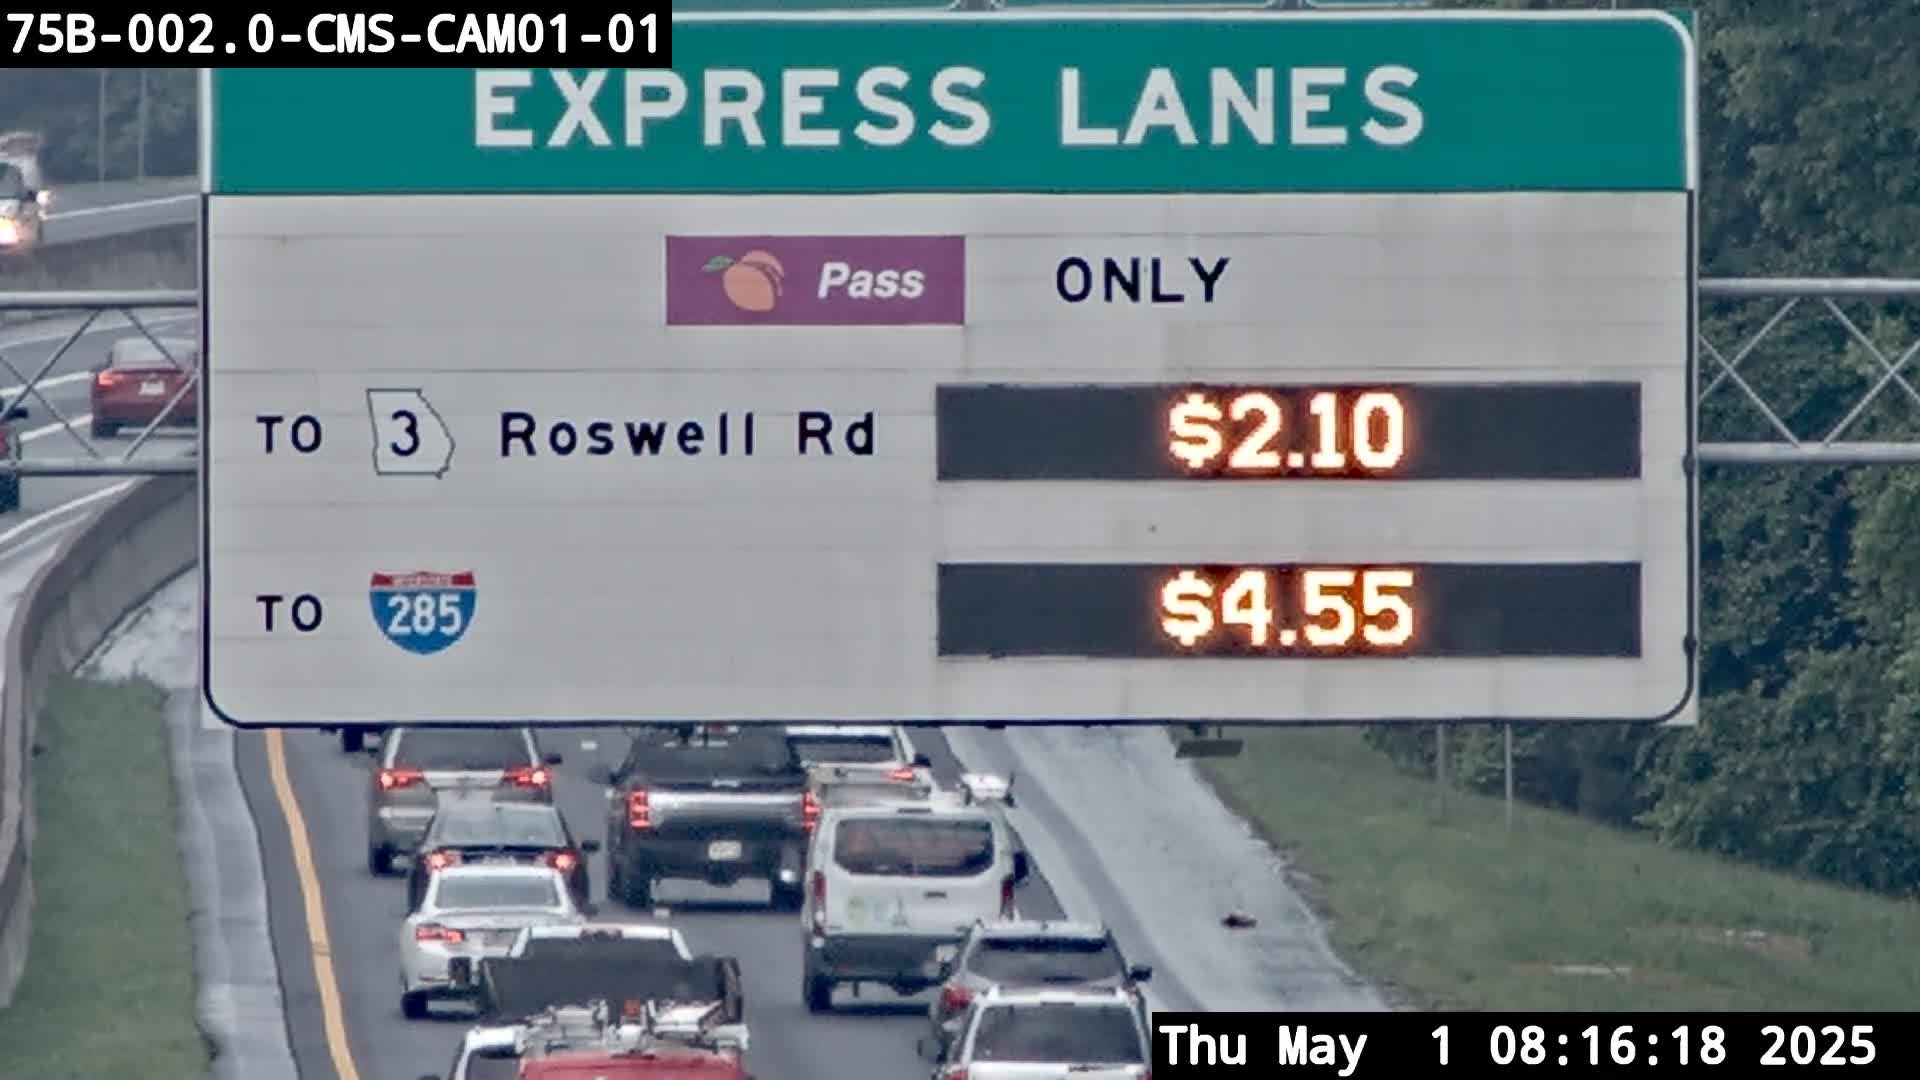 75B-002.0-CMS-CAM01-01
EXPRESS LANES
Pass ONLY
TO 3 Roswell Rd $2.10
TO 285 $4.55
Thu May 1 08:16:18 2025